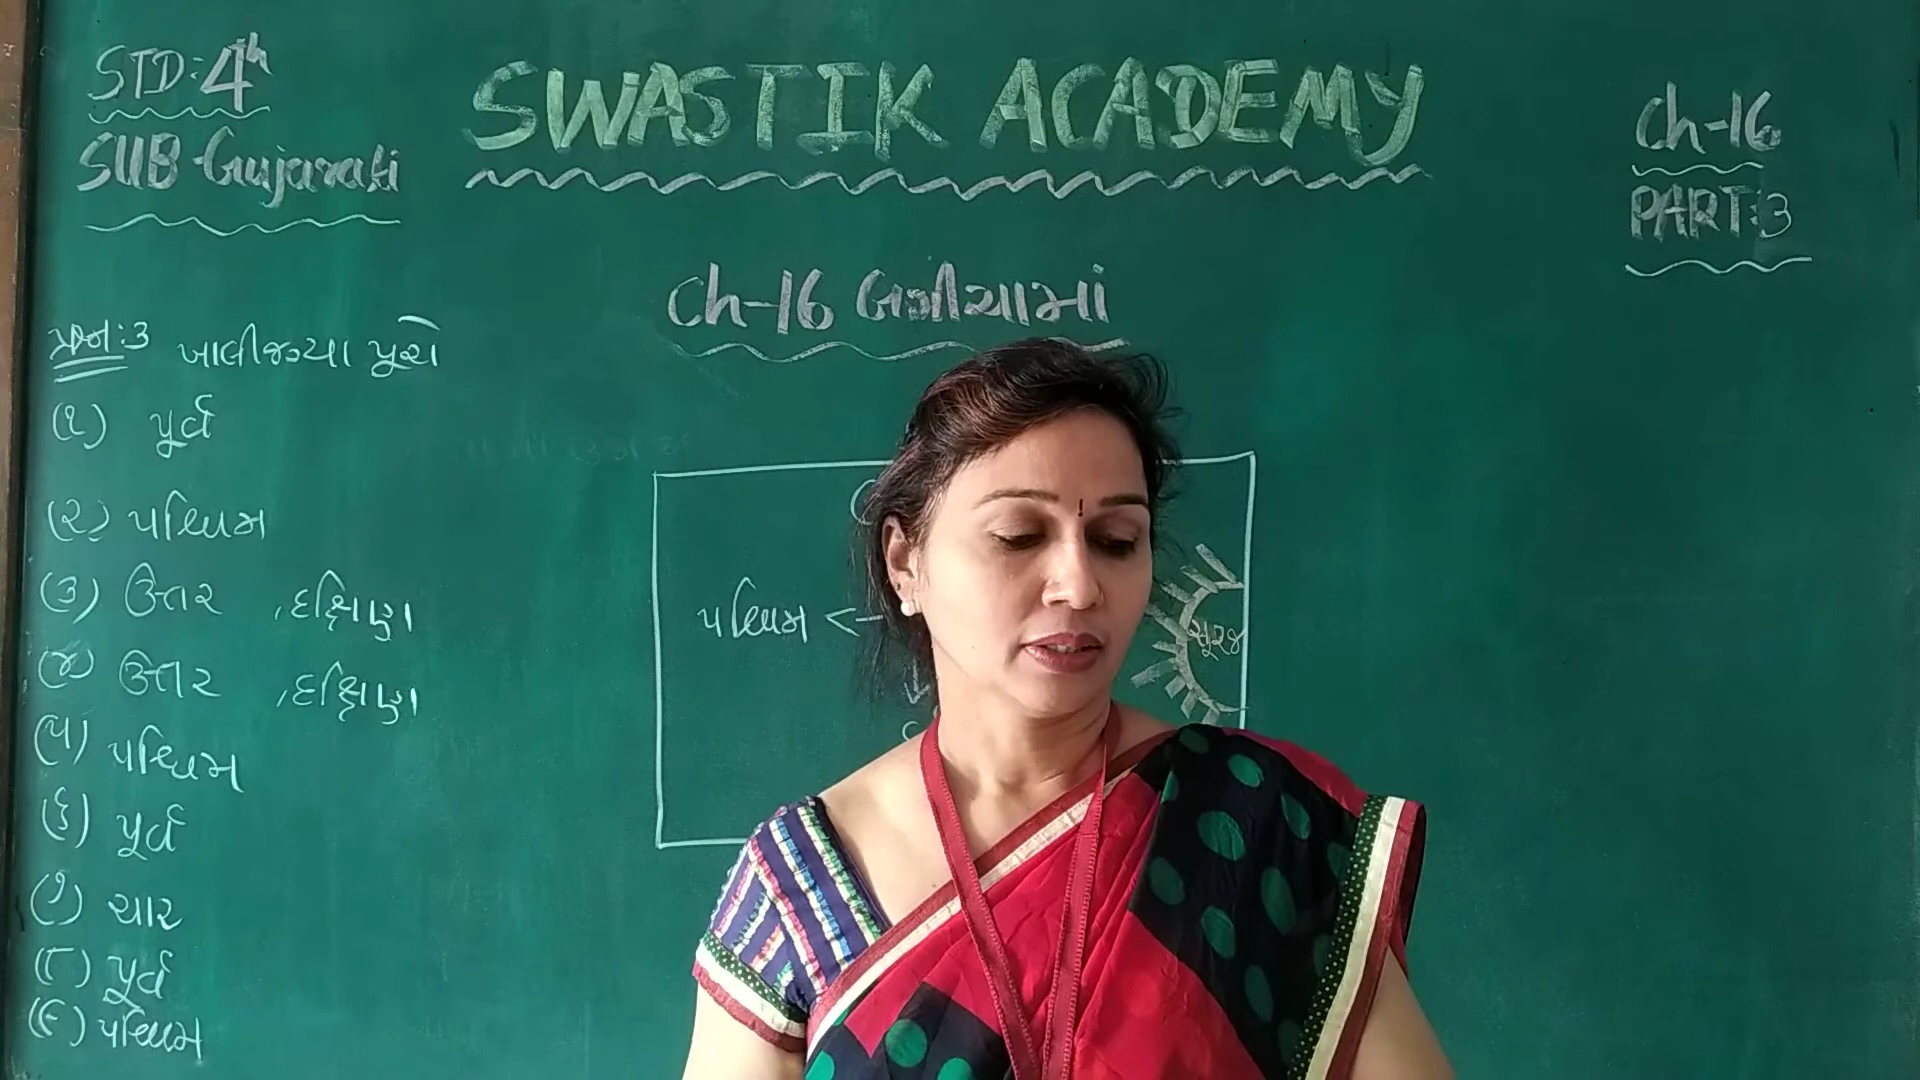 STD:4th
SUB-Gujarati
SWASTIK ACADEMY
Ch-16
PART:3
Ch-16 બગીચામાં
પ્રશ્ન:૩ ખાલીજગ્યા પૂરો
(૧) પૂર્વ
(૨) પશ્ચિમ
(૩) ઉત્તર , દક્ષિણ
(૪) ઉત્તર , દક્ષિણ
(૫) પશ્ચિમ
(૬) પૂર્વ
(૭) ચાર
(૮) પૂર્વ
(૯) પશ્ચિમ
પશ્ચિમ
સૂરજ